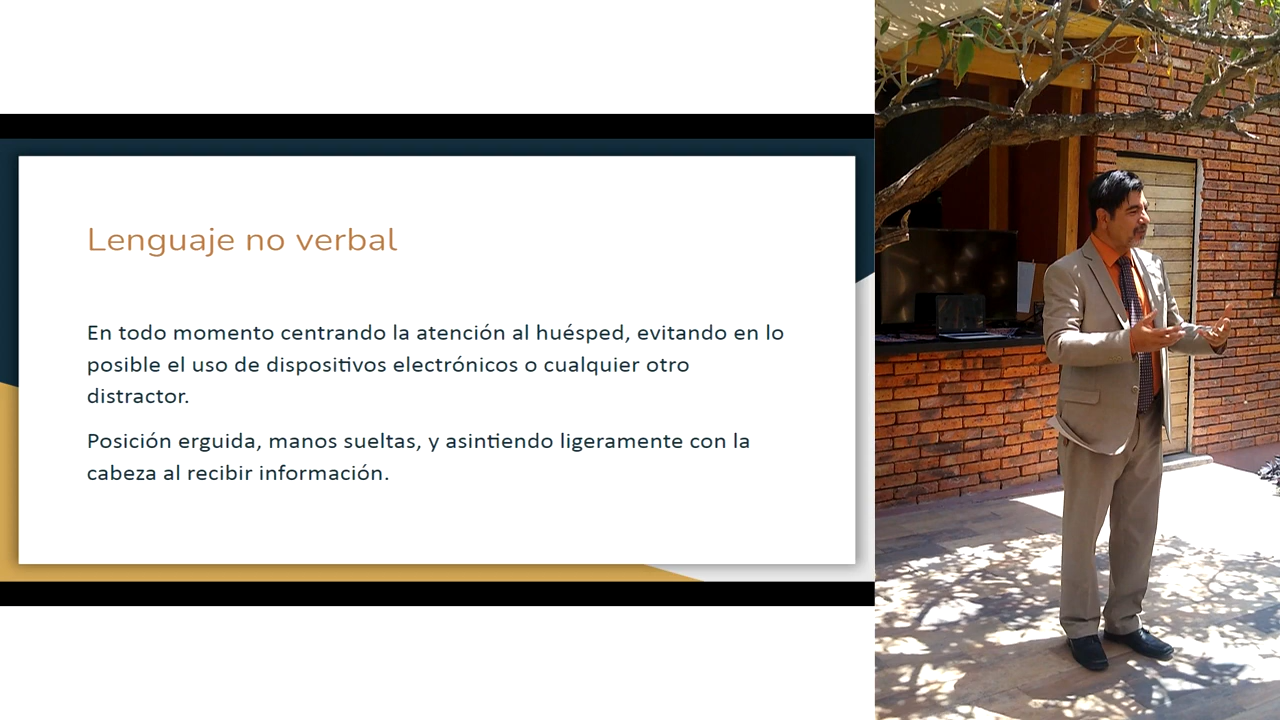 Lenguaje no verbal
En todo momento centrando la atención al huésped, evitando en lo
posible el uso de dispositivos electrónicos o cualquier otro
distractor.
Posición erguida, manos sueltas, y asintiendo ligeramente con la
cabeza al recibir información.